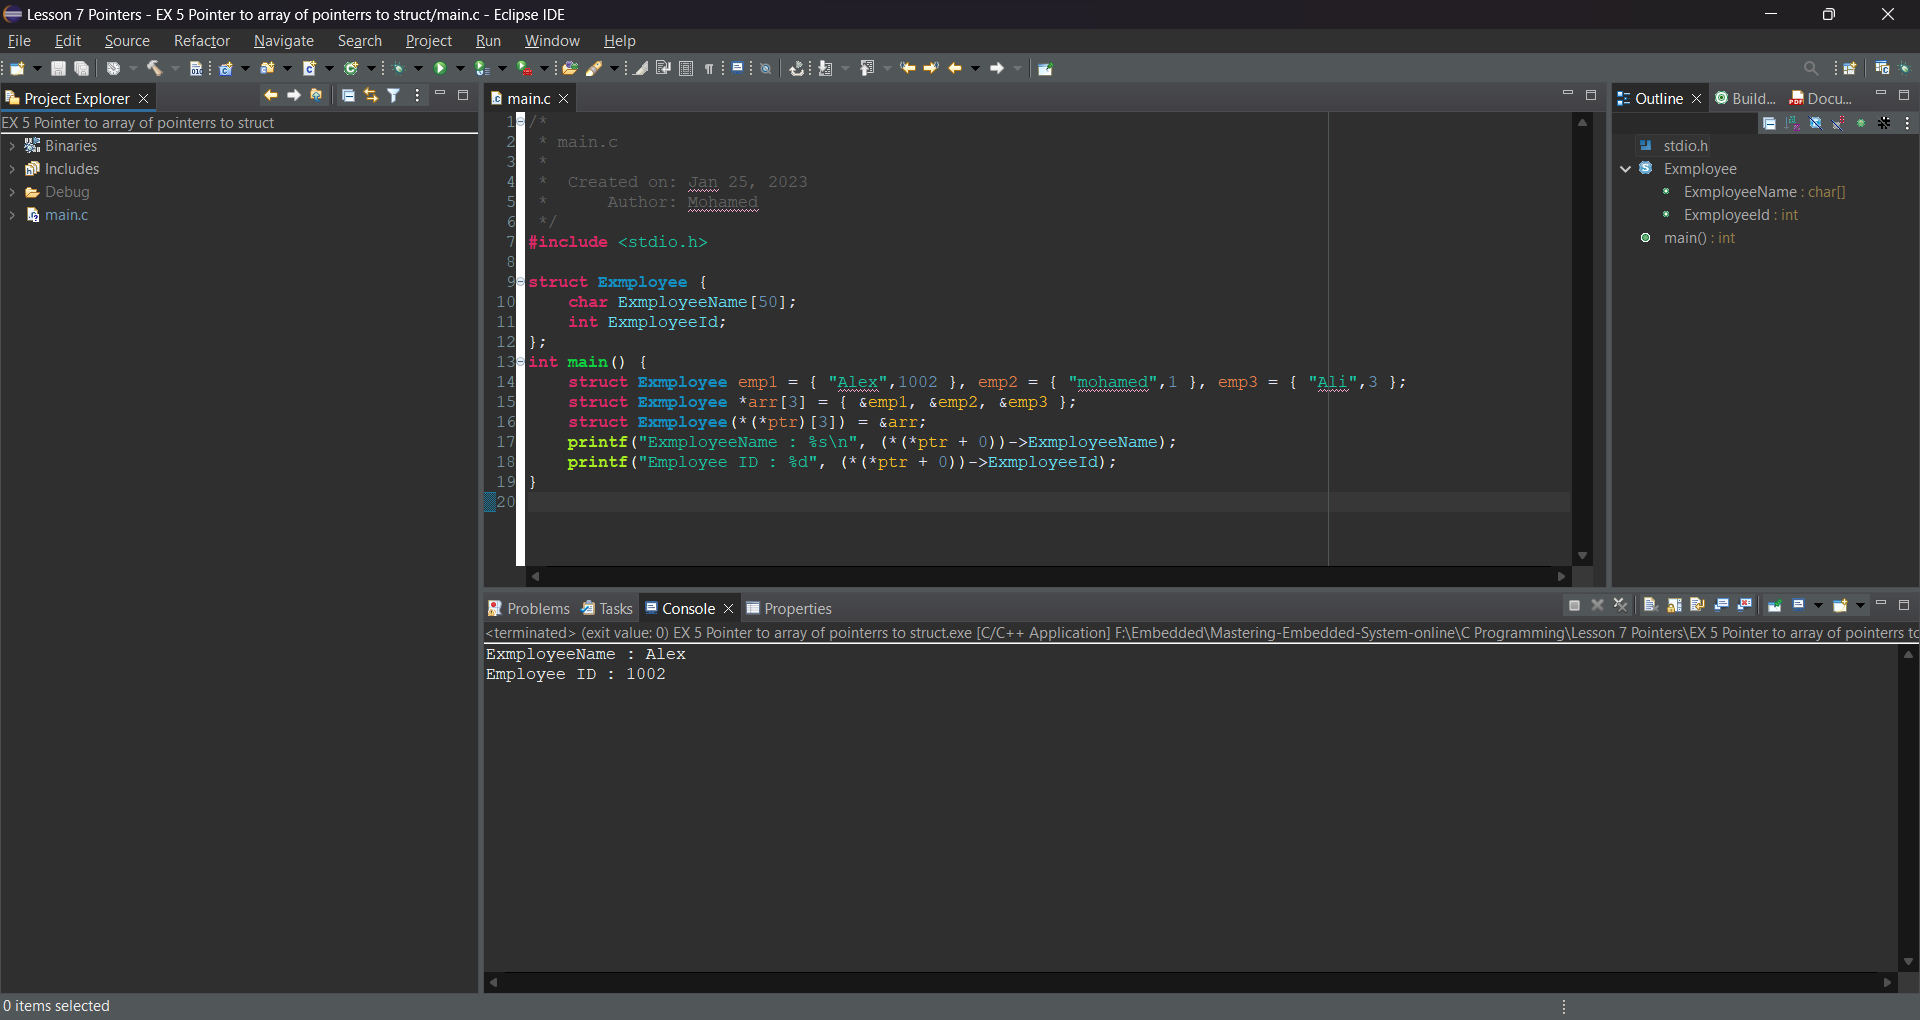 Lesson 7 Pointers - EX 5 Pointer to array of pointerrs to struct/main.c - Eclipse IDE
File Edit Source Refactor Navigate Search Project Run Window Help
Project Explorer
EX 5 Pointer to array of pointerrs to struct
Binaries
Includes
Debug
main.c
main.c
1 /*
2  * main.c
3  *
4  *  Created on: Jan 25, 2023
5  *      Author: Mohamed
6  */
7 #include <stdio.h>
8
9 struct Exmployee {
10     char ExmployeeName[50];
11     int ExmployeeId;
12 };
13 int main() {
14     struct Exmployee emp1 = { "Alex",1002 }, emp2 = { "mohamed",1 }, emp3 = { "Ali",3 };
15     struct Exmployee *arr[3] = { &emp1, &emp2, &emp3 };
16     struct Exmployee(*(*ptr)[3]) = &arr;
17     printf("ExmployeeName : %s\n", (*(*ptr + 0))->ExmployeeName);
18     printf("Employee ID : %d", (*(*ptr + 0))->ExmployeeId);
19 }
20
Outline Build... Docu...
stdio.h
Exmployee
ExmployeeName : char[]
ExmployeeId : int
main() : int
Problems Tasks Console Properties
<terminated> (exit value: 0) EX 5 Pointer to array of pointerrs to struct.exe [C/C++ Application] F:\Embedded\Mastering-Embedded-System-online\C Programming\Lesson 7 Pointers\EX 5 Pointer to array of pointerrs tc
ExmployeeName : Alex
Employee ID : 1002
0 items selected